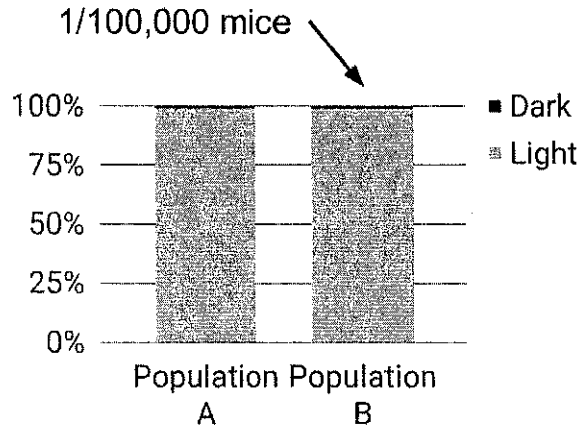 1/100,000 mice
100%
75%
50%
25%
0%
Dark
Light
Population Population
A B